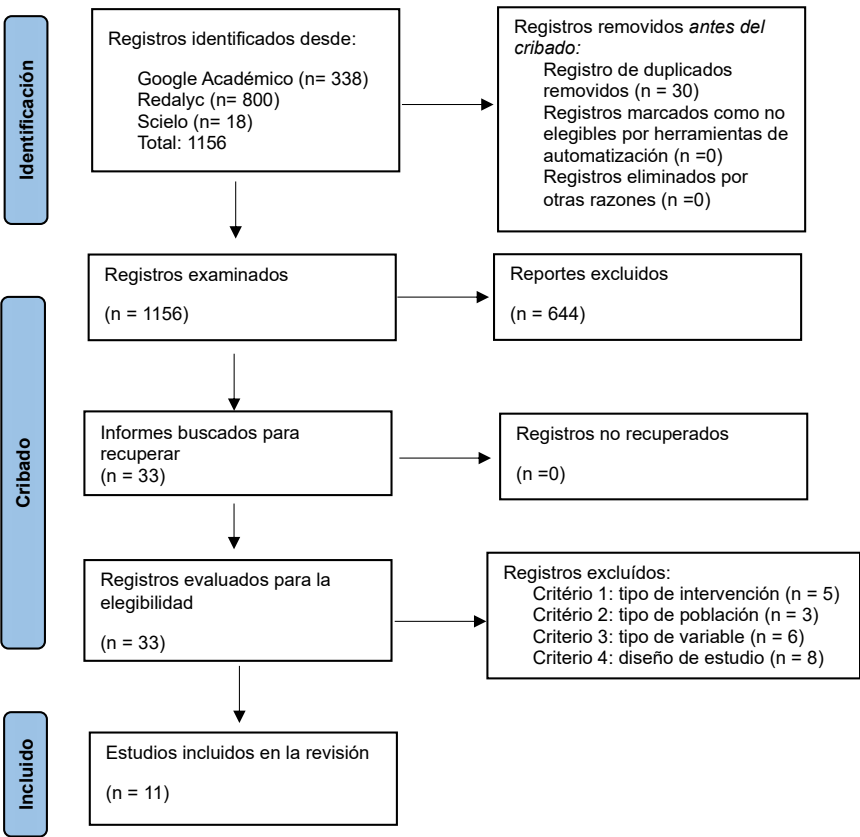 Identificación
Registros identificados desde:
Google Académico (n= 338)
Redalyc (n= 800)
Scielo (n= 18)
Total: 1156
Registros removidos antes del
cribado:
Registro de duplicados
removidos (n = 30)
Registros marcados como no
elegibles por herramientas de
automatización (n =0)
Registros eliminados por
otras razones (n =0)
Cribado
Registros examinados
(n = 1156)
Reportes excluidos
(n = 644)
Informes buscados para
recuperar
(n = 33)
Registros no recuperados
(n =0)
Registros evaluados para la
elegibilidad
(n = 33)
Registros excluídos:
Critério 1: tipo de intervención (n = 5)
Critério 2: tipo de población (n = 3)
Criterio 3: tipo de variable (n = 6)
Criterio 4: diseño de estudio (n = 8)
Incluido
Estudios incluidos en la revisión
(n = 11)